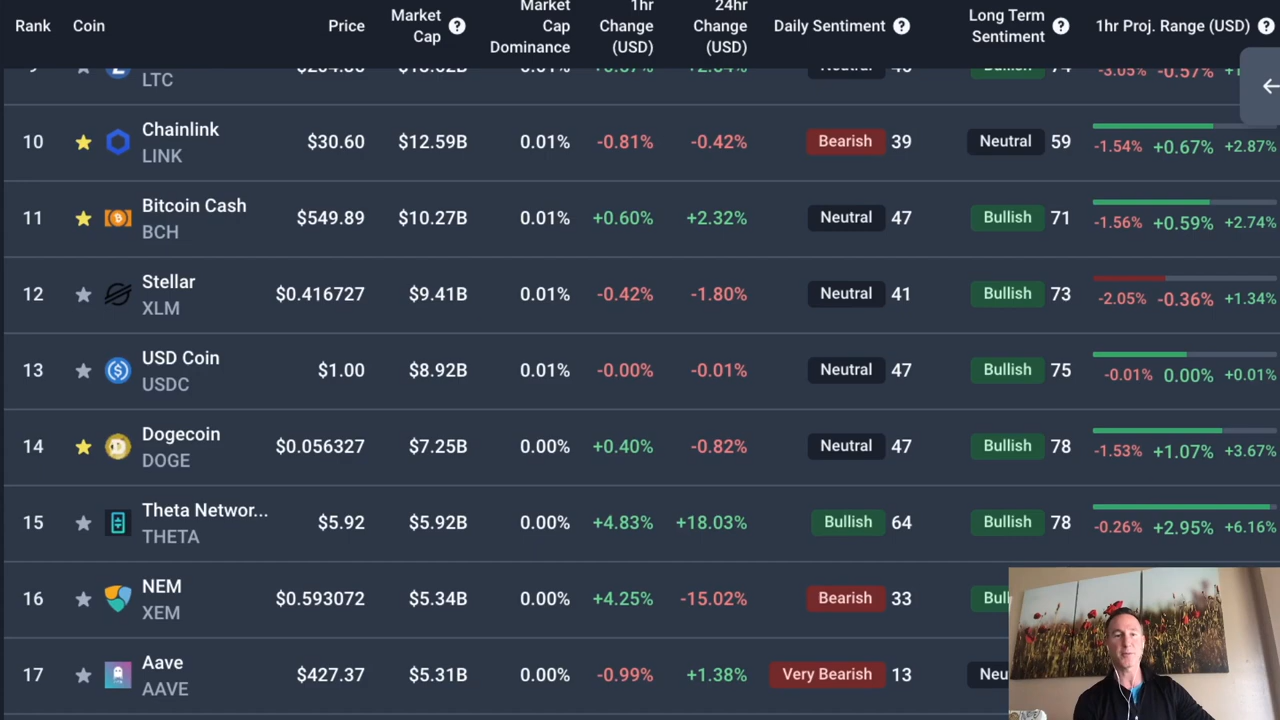 Rank Coin Price Market Cap Market Cap Dominance 1hr Change (USD) 24hr Change (USD) Daily Sentiment Long Term Sentiment 1hr Proj. Range (USD)
LTC Neutral Bullish -3.05% -0.57%
10 Chainlink LINK $30.60 $12.59B 0.01% -0.81% -0.42% Bearish 39 Neutral 59 -1.54% +0.67% +2.87%
11 Bitcoin Cash BCH $549.89 $10.27B 0.01% +0.60% +2.32% Neutral 47 Bullish 71 -1.56% +0.59% +2.74%
12 Stellar XLM $0.416727 $9.41B 0.01% -0.42% -1.80% Neutral 41 Bullish 73 -2.05% -0.36% +1.34%
13 USD Coin USDC $1.00 $8.92B 0.01% -0.00% -0.01% Neutral 47 Bullish 75 -0.01% 0.00% +0.01%
14 Dogecoin DOGE $0.056327 $7.25B 0.00% +0.40% -0.82% Neutral 47 Bullish 78 -1.53% +1.07% +3.67%
15 Theta Networ... THETA $5.92 $5.92B 0.00% +4.83% +18.03% Bullish 64 Bullish 78 -0.26% +2.95% +6.16%
16 NEM XEM $0.593072 $5.34B 0.00% +4.25% -15.02% Bearish 33 Bul
17 Aave AAVE $427.37 $5.31B 0.00% -0.99% +1.38% Very Bearish 13 Neu